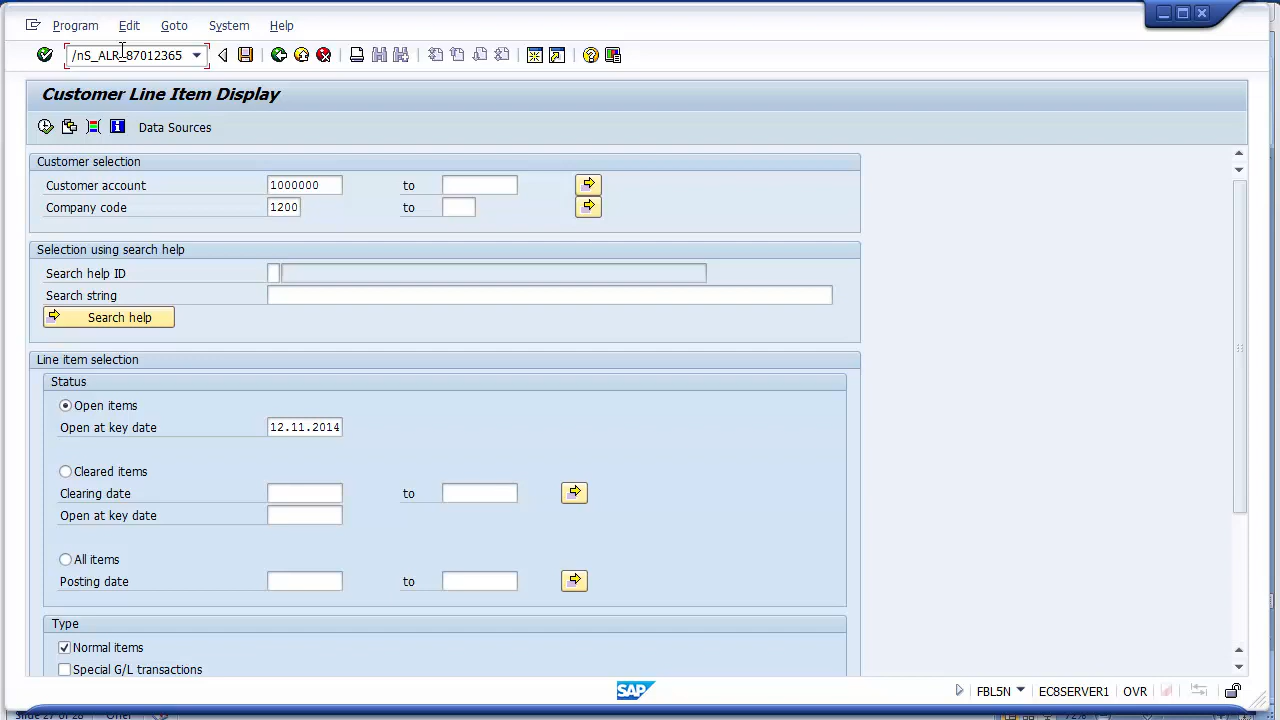 Program Edit Goto System Help
/nS_ALR_87012365
Customer Line Item Display
Data Sources
Customer selection
Customer account 1000000 to
Company code 1200 to
Selection using search help
Search help ID
Search string
Search help
Line item selection
Status
Open items
Open at key date 12.11.2014
Cleared items
Clearing date to
Open at key date
All items
Posting date to
Type
Normal items
Special G/L transactions
SAP FBL5N OVR